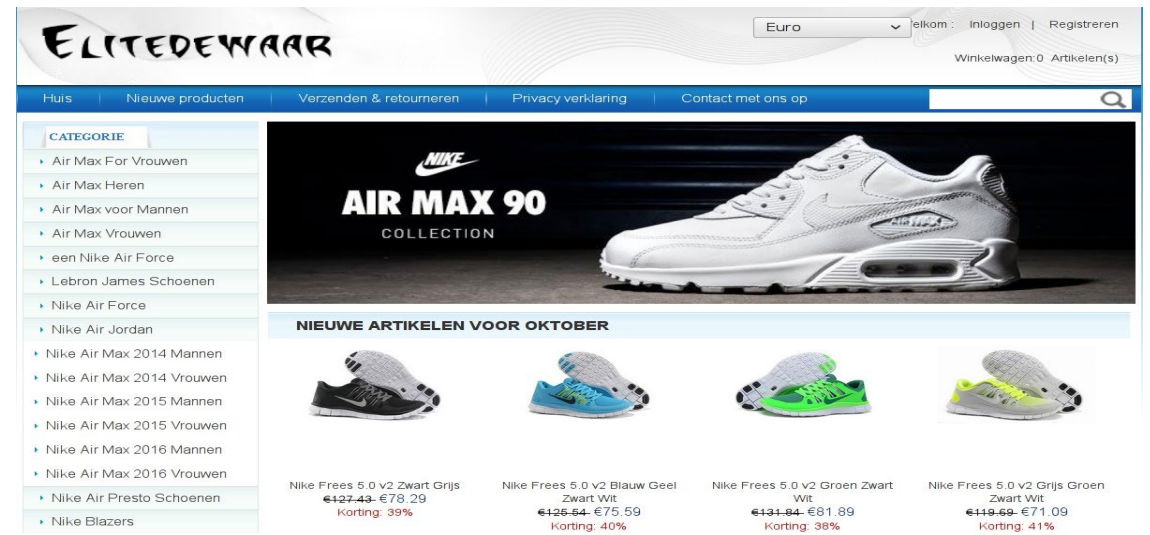 ELITEDEWAAR
Euro
elkom : Inloggen | Registreren
Winkelwagen:0 Artikelen(s)
Huis | Nieuwe producten | Verzenden & retourneren | Privacy verklaring | Contact met ons op
CATEGORIE
Air Max For Vrouwen
Air Max Heren
Air Max voor Mannen
Air Max Vrouwen
een Nike Air Force
Lebron James Schoenen
Nike Air Force
Nike Air Jordan
Nike Air Max 2014 Mannen
Nike Air Max 2014 Vrouwen
Nike Air Max 2015 Mannen
Nike Air Max 2015 Vrouwen
Nike Air Max 2016 Mannen
Nike Air Max 2016 Vrouwen
Nike Air Presto Schoenen
Nike Blazers
NIKE
AIR MAX 90
COLLECTION
AIR MAX
NIEUWE ARTIKELEN VOOR OKTOBER
Nike Frees 5.0 v2 Zwart Grijs
€127.43 €78.29
Korting: 39%
Nike Frees 5.0 v2 Blauw Geel
Zwart Wit
€125.54 €75.59
Korting: 40%
Nike Frees 5.0 v2 Groen Zwart
Wit
€131.84 €81.89
Korting: 38%
Nike Frees 5.0 v2 Grijs Groen
Zwart Wit
€119.69 €71.09
Korting: 41%